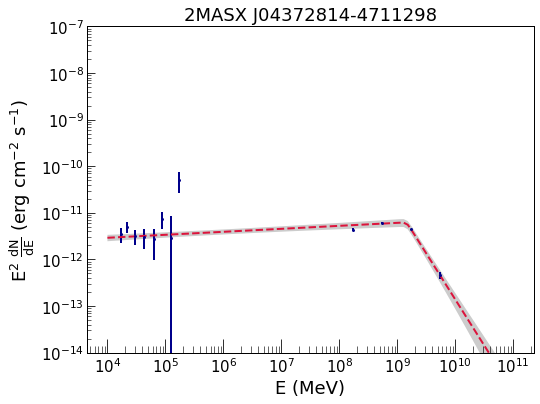 2MASX J04372814-4711298
E² dN/dE (erg cm⁻² s⁻¹)
10⁻⁷
10⁻⁸
10⁻⁹
10⁻¹⁰
10⁻¹¹
10⁻¹²
10⁻¹³
10⁻¹⁴
10⁴ 10⁵ 10⁶ 10⁷ 10⁸ 10⁹ 10¹⁰ 10¹¹
E (MeV)